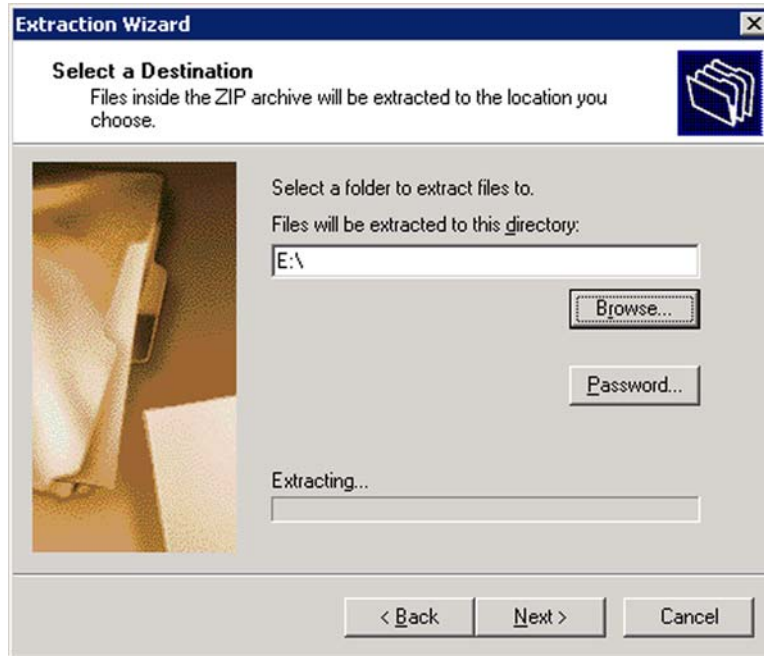 Extraction Wizard
Select a Destination
Files inside the ZIP archive will be extracted to the location you
choose.
Select a folder to extract files to.
Files will be extracted to this directory:
E:\
Browse...
Password...
Extracting...
< Back
Next >
Cancel